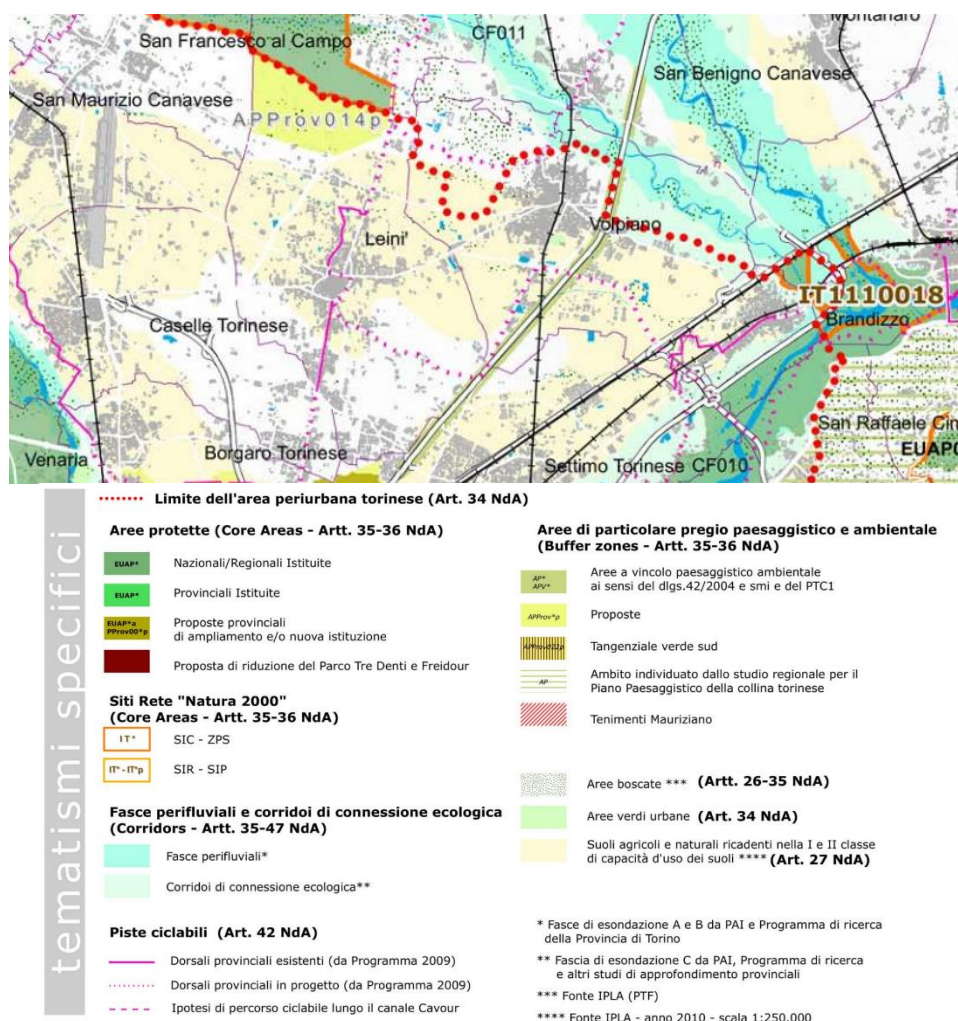 Montanaro
San Francesco al Campo
CF011
San Benigno Canavese
San Maurizio Canavese
APProv014p
Leini'
Volpiano
IT1110018
Caselle Torinese
Brandizzo
San Raffaele Cim
Venaria
Borgaro Torinese
Settimo Torinese CF010
EUAP0
tematismi specifici
Limite dell'area periurbana torinese (Art. 34 NdA)
Aree protette (Core Areas - Artt. 35-36 NdA)
EUAP* Nazionali/Regionali Istituite
EUAP* Provinciali Istituite
EUAP*a
PProv00*p
Proposte provinciali
di ampliamento e/o nuova istituzione
Proposta di riduzione del Parco Tre Denti e Freidour
Siti Rete "Natura 2000"
(Core Areas - Artt. 35-36 NdA)
IT* SIC - ZPS
IT* - IT*p SIR - SIP
Fasce perifluviali e corridoi di connessione ecologica
(Corridors - Artt. 35-47 NdA)
Fasce perifluviali*
Corridoi di connessione ecologica**
Piste ciclabili (Art. 42 NdA)
Dorsali provinciali esistenti (da Programma 2009)
Dorsali provinciali in progetto (da Programma 2009)
Ipotesi di percorso ciclabile lungo il canale Cavour
Aree di particolare pregio paesaggistico e ambientale
(Buffer zones - Artt. 35-36 NdA)
AP*
APV*
Aree a vincolo paesaggistico ambientale
ai sensi del dlgs.42/2004 e smi e del PTC1
APProv*p Proposte
Tangenziale verde sud
AP
Ambito individuato dallo studio regionale per il
Piano Paesaggistico della collina torinese
Tenimenti Mauriziano
Aree boscate *** (Artt. 26-35 NdA)
Aree verdi urbane (Art. 34 NdA)
Suoli agricoli e naturali ricadenti nella I e II classe
di capacità d'uso dei suoli **** (Art. 27 NdA)
* Fasce di esondazione A e B da PAI e Programma di ricerca
della Provincia di Torino
** Fascia di esondazione C da PAI, Programma di ricerca
e altri studi di approfondimento provinciali
*** Fonte IPLA (PTF)
**** Fonte IPLA - anno 2010 - scala 1:250.000